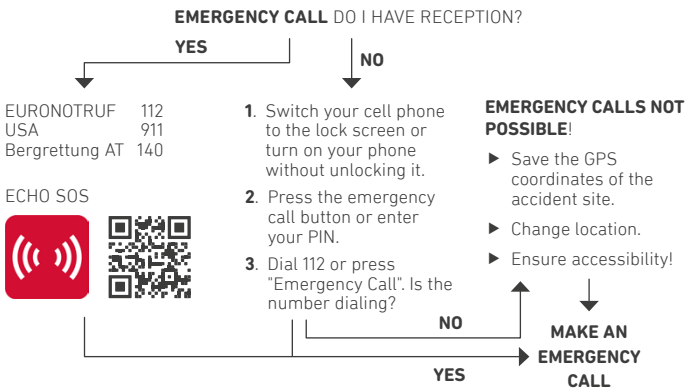 EMERGENCY CALL DO I HAVE RECEPTION?
YES
NO
EURONOTRUF 112
USA 911
Bergrettung AT 140
ECHO SOS
1. Switch your cell phone
to the lock screen or
turn on your phone
without unlocking it.
2. Press the emergency
call button or enter
your PIN.
3. Dial 112 or press
"Emergency Call". Is the
number dialing?
EMERGENCY CALLS NOT
POSSIBLE!
▶ Save the GPS
coordinates of the
accident site.
▶ Change location.
▶ Ensure accessibility!
NO
YES
MAKE AN
EMERGENCY
CALL